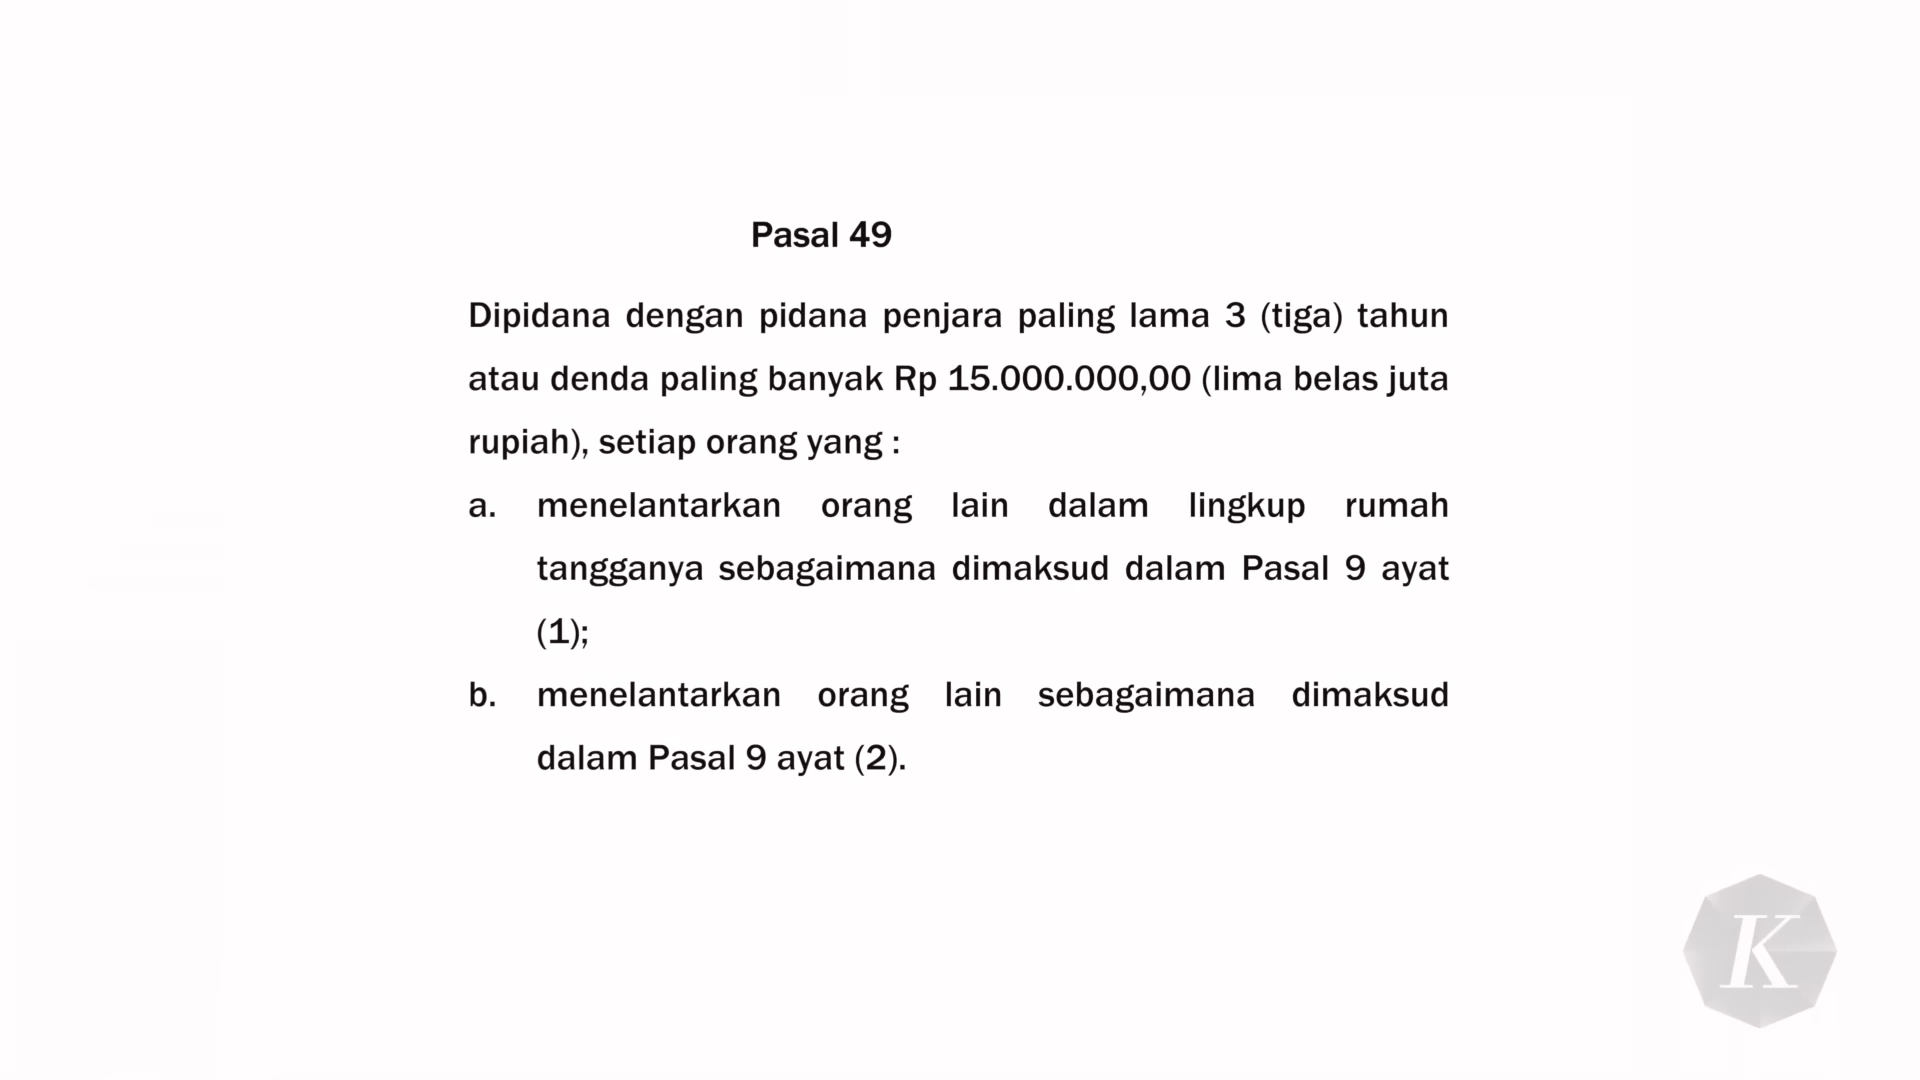 Pasal 49
Dipidana dengan pidana penjara paling lama 3 (tiga) tahun
atau denda paling banyak Rp 15.000.000,00 (lima belas juta
rupiah), setiap orang yang :
a. menelantarkan orang lain dalam lingkup rumah
tangganya sebagaimana dimaksud dalam Pasal 9 ayat
(1);
b. menelantarkan orang lain sebagaimana dimaksud
dalam Pasal 9 ayat (2).
K